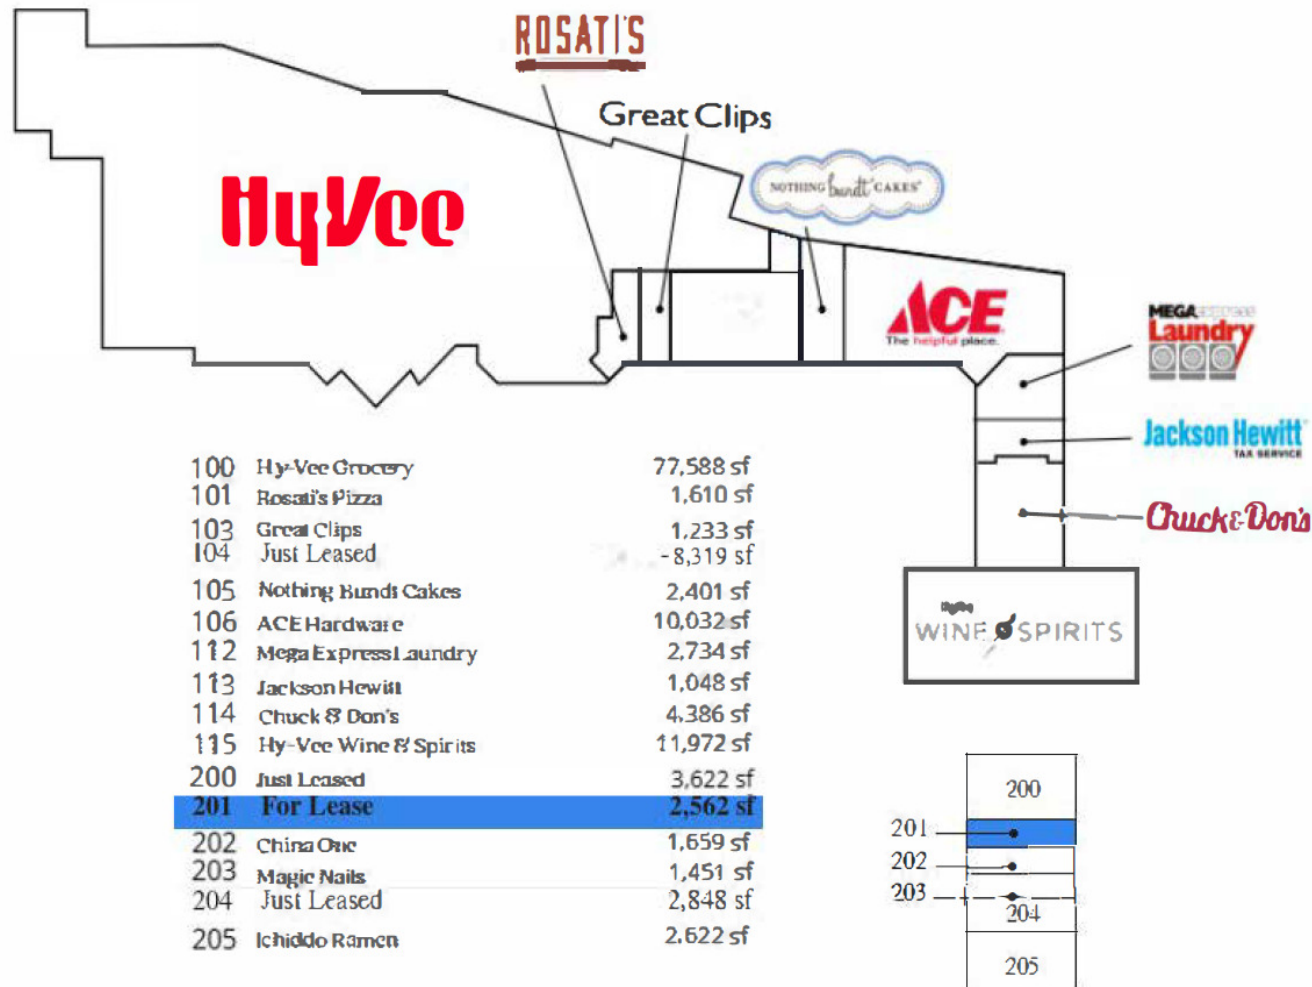 ROSATI'S
Great Clips
NOTHING bundt CAKES
HyVee
ACE
The helpful place.
MEGA express
Laundry
Jackson Hewitt
TAX SERVICE
Chuck & Don's
WINE SPIRITS
100 Hy-Vee Grocery 77,588 sf
101 Rosati's Pizza 1,610 sf
103 Great Clips 1,233 sf
104 Just Leased -8,319 sf
105 Nothing Bundt Cakes 2,401 sf
106 ACE Hardware 10,032 sf
112 Mega Express Laundry 2,734 sf
113 Jackson Hewitt 1,048 sf
114 Chuck & Don's 4,386 sf
115 Hy-Vee Wine & Spirits 11,972 sf
200 Just Leased 3,622 sf
201 For Lease 2,562 sf
202 China One 1,659 sf
203 Magic Nails 1,451 sf
204 Just Leased 2,848 sf
205 Ichiddo Ramen 2.622 sf
200
201
202
203
204
205